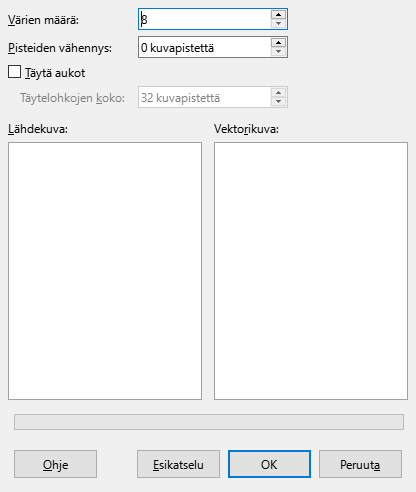 Värien määrä: 8
Pisteiden vähennys: 0 kuvapistettä
Täytä aukot
Täytelohkojen koko: 32 kuvapistettä
Lähdekuva: Vektorikuva:
Ohje Esikatselu OK Peruuta